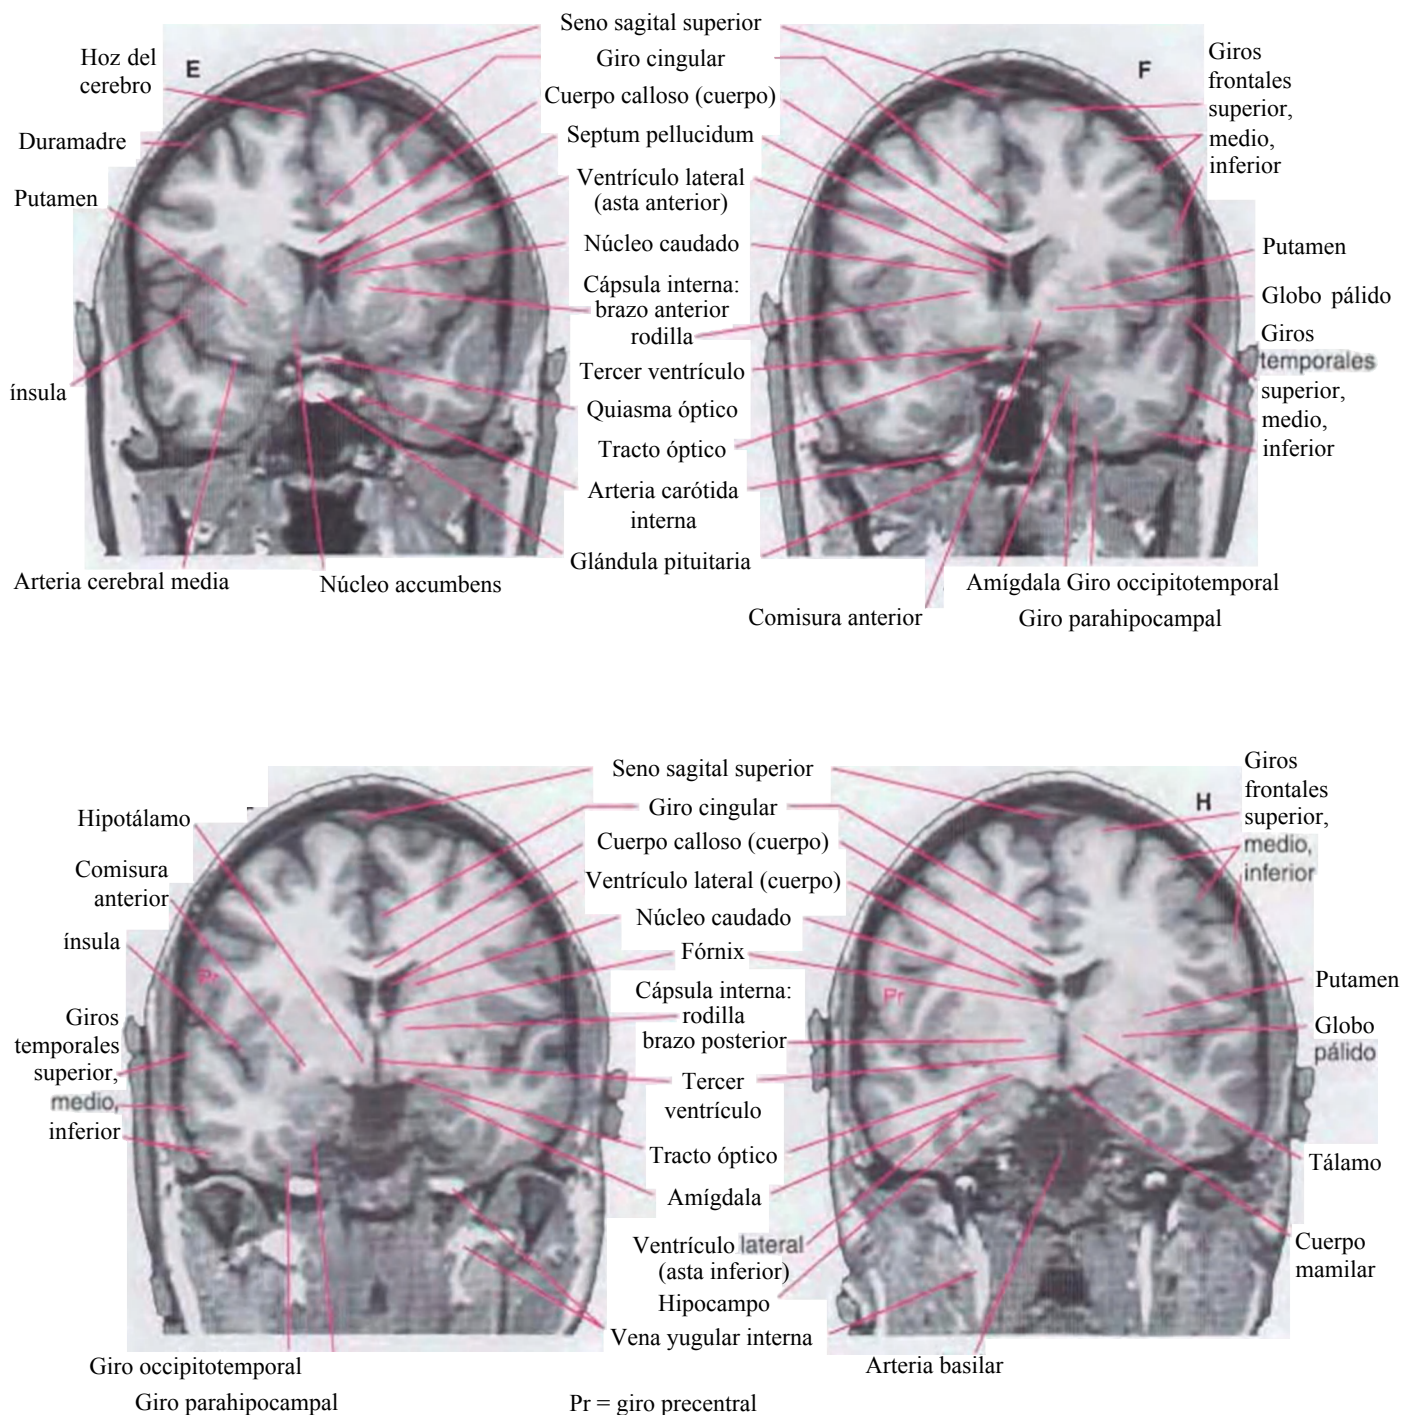 Hoz del
cerebro
E
Duramadre
Putamen
ínsula
Arteria cerebral media
Núcleo accumbens
Seno sagital superior
Giro cingular
Cuerpo calloso (cuerpo)
Septum pellucidum
Ventrículo lateral
(asta anterior)
Núcleo caudado
Cápsula interna:
brazo anterior
rodilla
Tercer ventrículo
Quiasma óptico
Tracto óptico
Arteria carótida
interna
Glándula pituitaria
F
Giros
frontales
superior,
medio,
inferior
Putamen
Globo pálido
Giros
temporales
superior,
medio,
inferior
Amígdala Giro occipitotemporal
Comisura anterior
Giro parahipocampal
Hipotálamo
Comisura
anterior
ínsula
Pr
Giros
temporales
superior,
medio,
inferior
Giro occipitotemporal
Giro parahipocampal
Seno sagital superior
Giro cingular
Cuerpo calloso (cuerpo)
Ventrículo lateral (cuerpo)
Núcleo caudado
Fórnix
Cápsula interna:
rodilla
brazo posterior
Tercer
ventrículo
Tracto óptico
Amígdala
Ventrículo lateral
(asta inferior)
Hipocampo
Vena yugular interna
Pr = giro precentral
H
Pr
Giros
frontales
superior,
medio,
inferior
Putamen
Globo
pálido
Tálamo
Cuerpo
mamilar
Arteria basilar